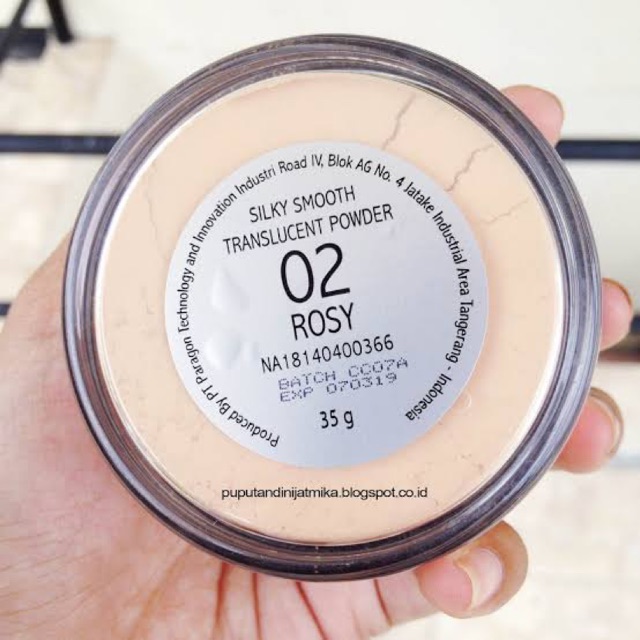 Produced By PT Paragon Technology and Innovation Industri Road IV, Blok AG No. 4 Jatake Industrial Area Tangerang - Indonesia
SILKY SMOOTH
TRANSLUCENT POWDER
02
ROSY
NA18140400366
BATCH CC07A
EXP 070319
35 g
puputandinijatmika.blogspot.co.id